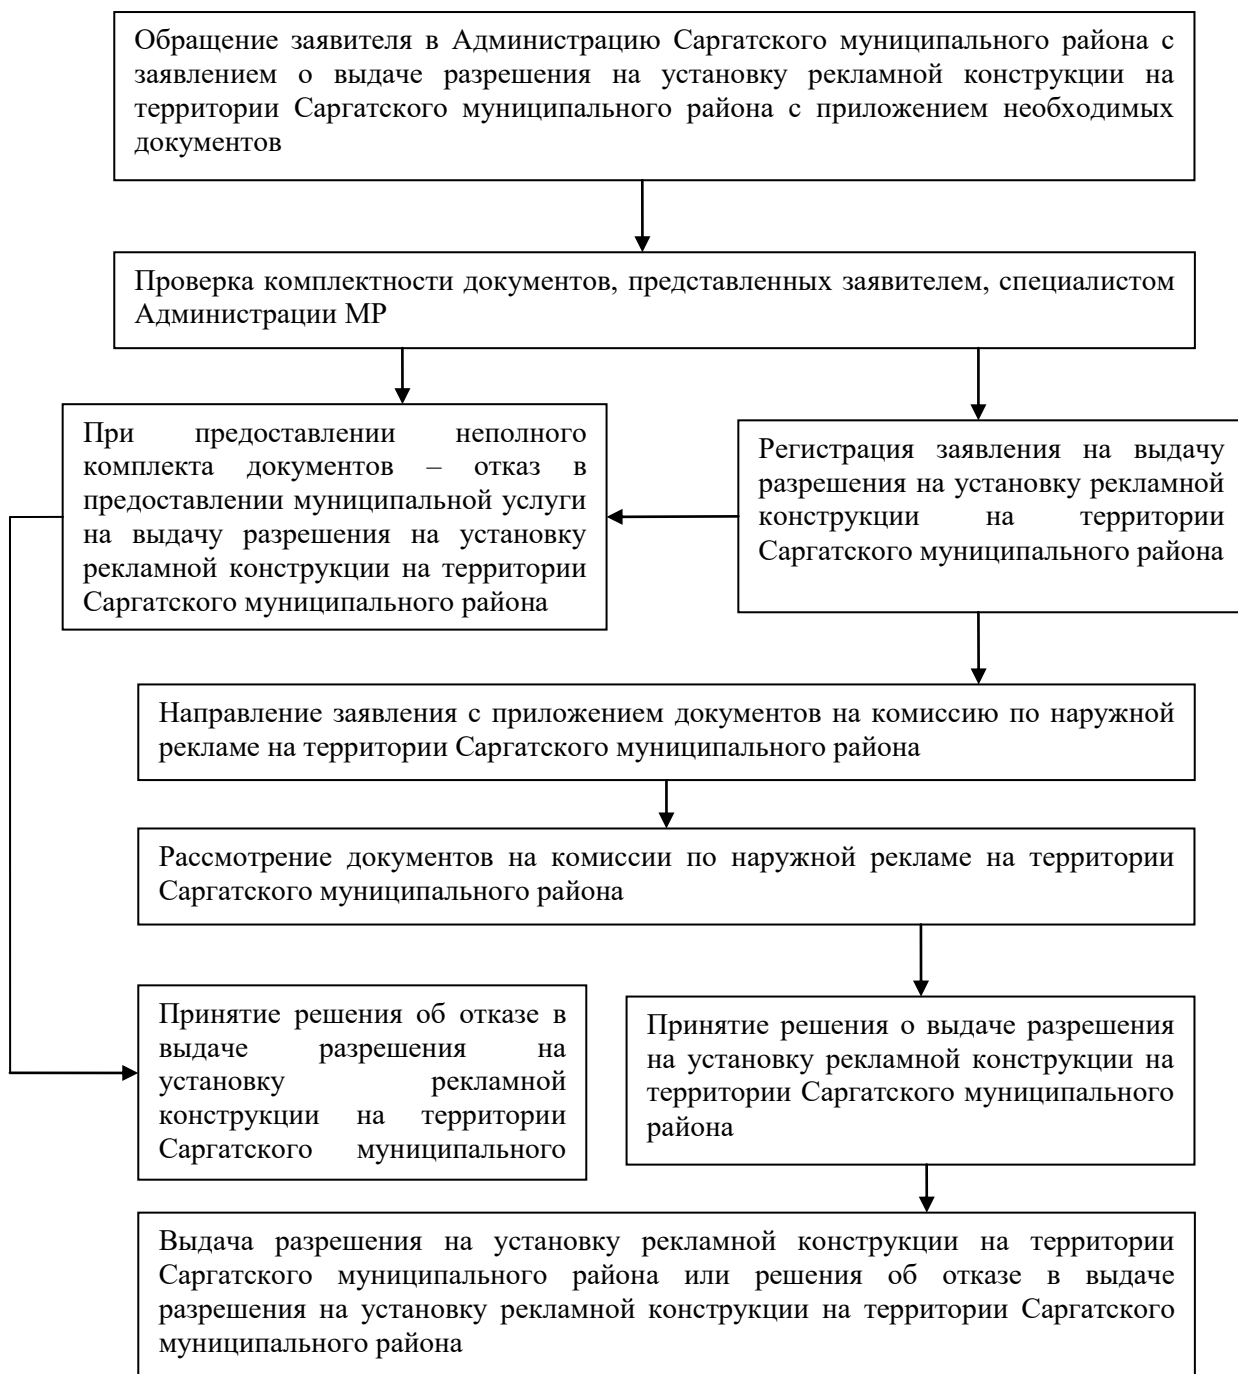 Обращение заявителя в Администрацию Саргатского муниципального района с
заявлением о выдаче разрешения на установку рекламной конструкции на
территории Саргатского муниципального района с приложением необходимых
документов
Проверка комплектности документов, представленных заявителем, специалистом
Администрации МР
При предоставлении неполного
комплекта документов – отказ в
предоставлении муниципальной услуги
на выдачу разрешения на установку
рекламной конструкции на территории
Саргатского муниципального района
Регистрация заявления на выдачу
разрешения на установку рекламной
конструкции на территории
Саргатского муниципального района
Направление заявления с приложением документов на комиссию по наружной
рекламе на территории Саргатского муниципального района
Рассмотрение документов на комиссии по наружной рекламе на территории
Саргатского муниципального района
Принятие решения об отказе в
выдаче разрешения на
установку рекламной
конструкции на территории
Саргатского муниципального
Принятие решения о выдаче разрешения
на установку рекламной конструкции на
территории Саргатского муниципального
района
Выдача разрешения на установку рекламной конструкции на территории
Саргатского муниципального района или решения об отказе в выдаче
разрешения на установку рекламной конструкции на территории Саргатского
муниципального района